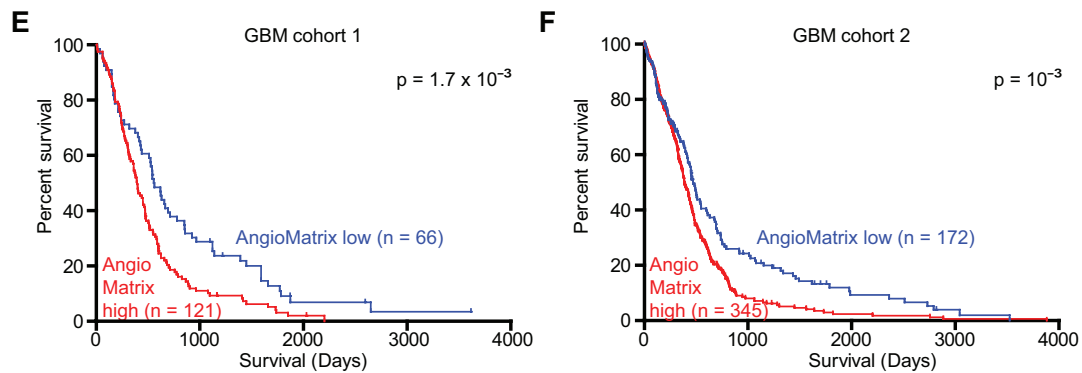 E
GBM cohort 1
p = 1.7 x 10⁻³
Percent survival
100
80
60
40
20
0
AngioMatrix low (n = 66)
Angio
Matrix
high (n = 121)
0
1000
2000
3000
4000
Survival (Days)
F
GBM cohort 2
p = 10⁻³
Percent survival
100
80
60
40
20
0
AngioMatrix low (n = 172)
Angio
Matrix
high (n = 345)
0
1000
2000
3000
4000
Survival (Days)